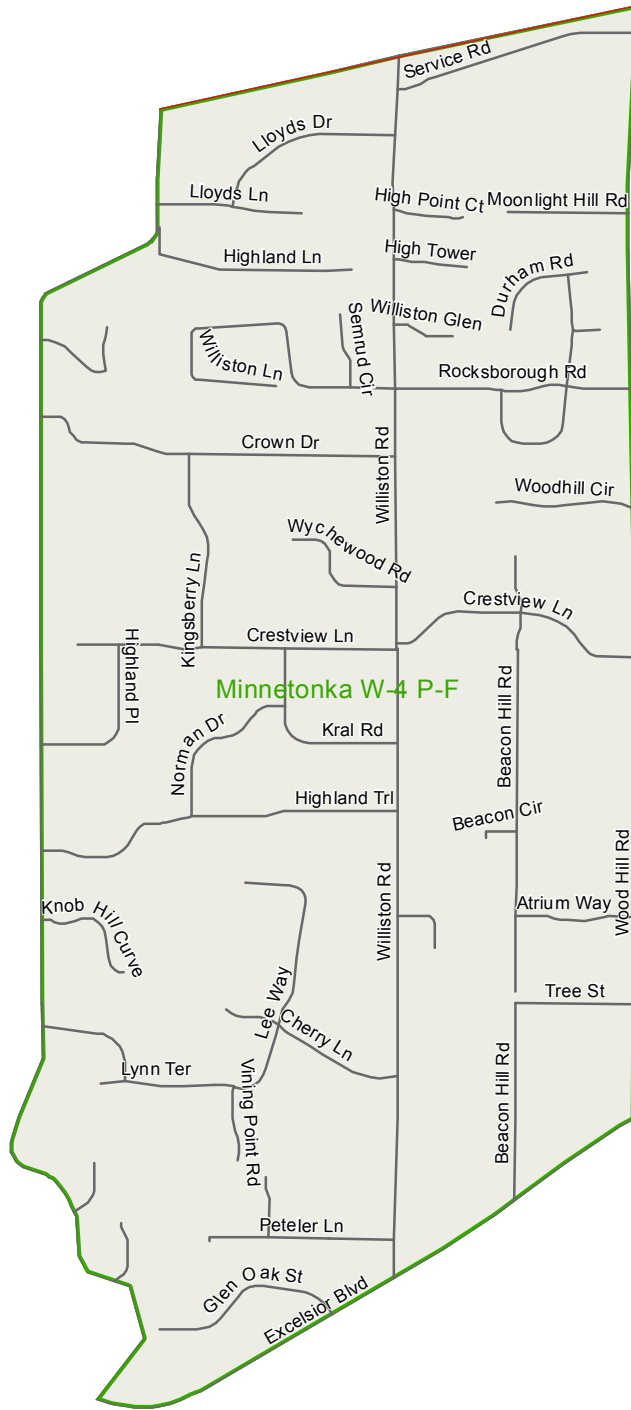 Service Rd
Lloyds Dr
Lloyds Ln
High Point Ct
Moonlight Hill Rd
Highland Ln
High Tower
Durham Rd
Williston Glen
Semrud Cir
Williston Ln
Rocksborough Rd
Crown Dr
Williston Rd
Woodhill Cir
Wychewood Rd
Kingsberry Ln
Crestview Ln
Crestview Ln
Highland Pl
Minnetonka W-4 P-F
Beacon Hill Rd
Norman Dr
Kral Rd
Highland Trl
Beacon Cir
Williston Rd
Wood Hill Rd
Knob Hill Curve
Atrium Way
Lee Way
Tree St
Cherry Ln
Lynn Ter
Vining Point Rd
Beacon Hill Rd
Peteler Ln
Glen Oak St
Excelsior Blvd